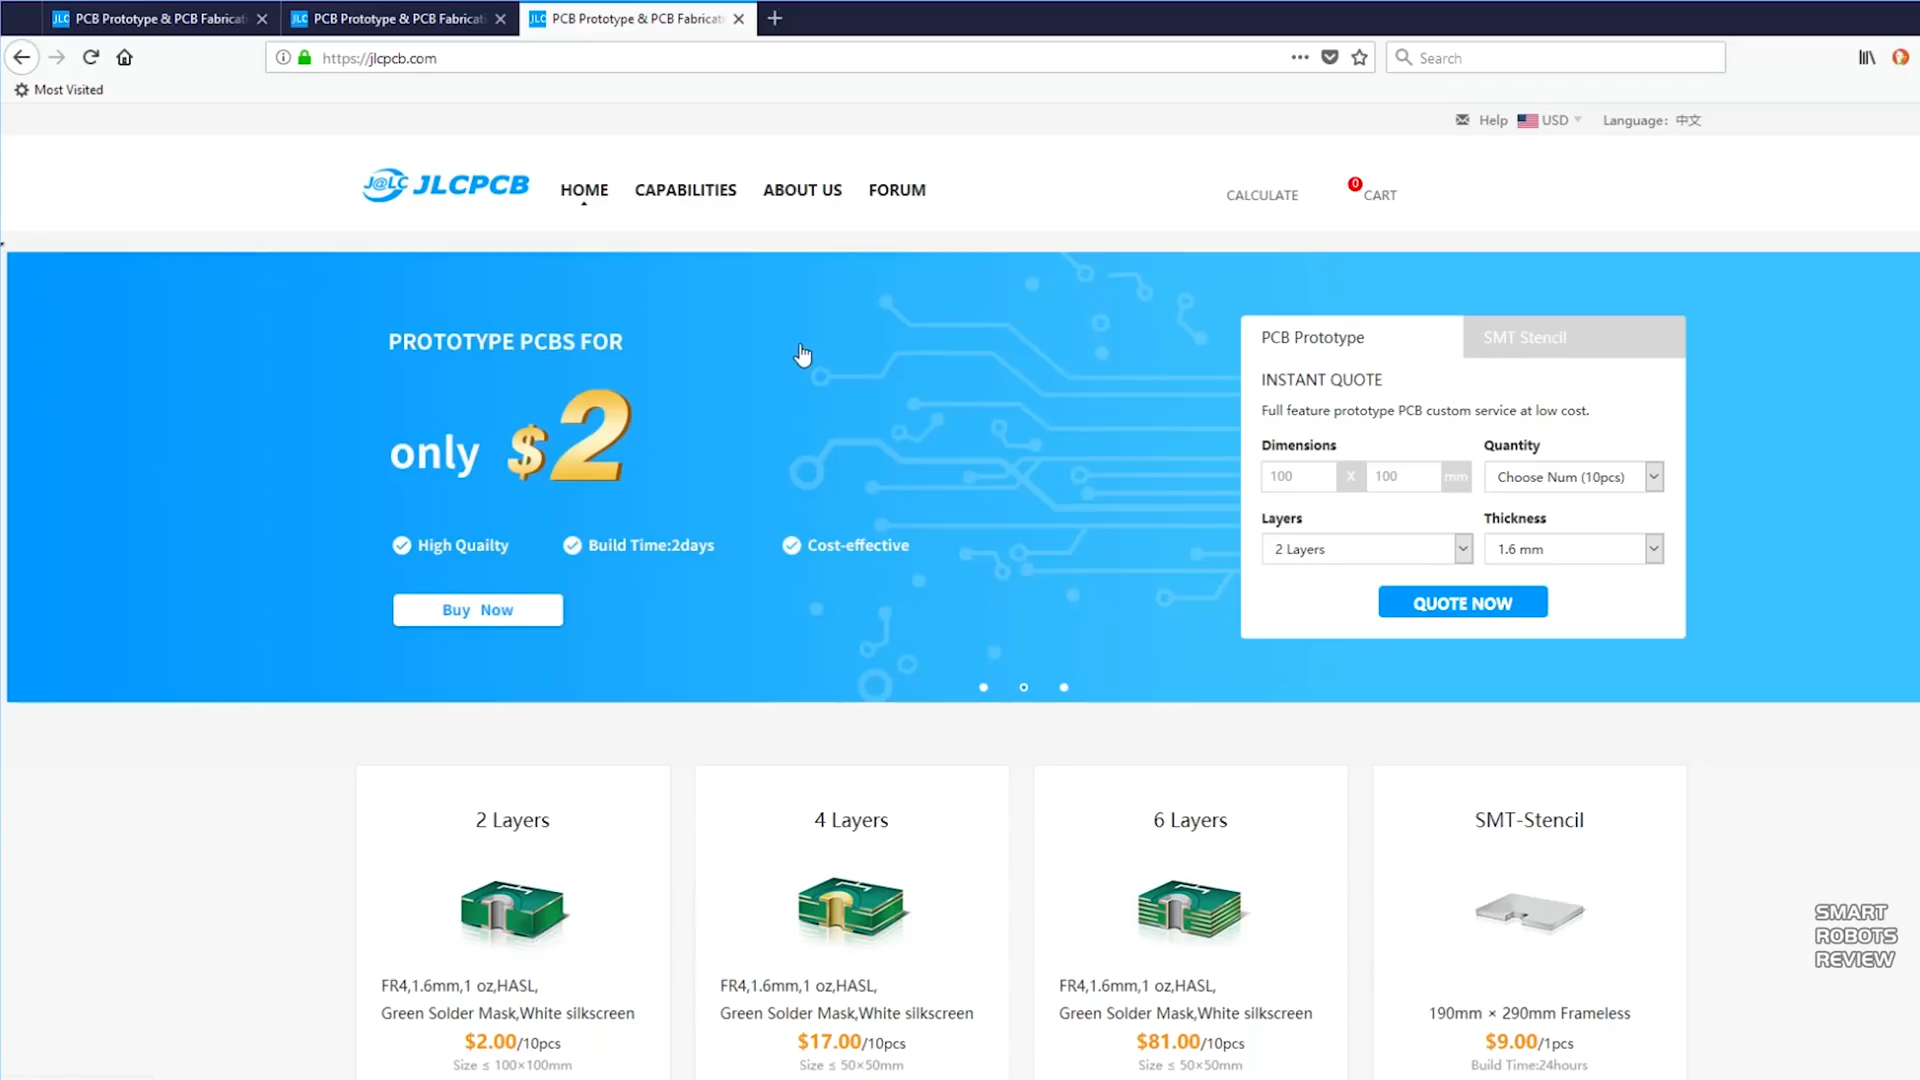 PCB Prototype & PCB Fabricat
PCB Prototype & PCB Fabricati
PCB Prototype & PCB Fabricat
https://jlcpcb.com
Search
Most Visited
Help USD Language: 中文
J@LC JLCPCB
HOME CAPABILITIES ABOUT US FORUM
CALCULATE 0 CART
PROTOTYPE PCBS FOR
only $2
High Quailty Build Time:2days Cost-effective
Buy Now
PCB Prototype SMT Stencil
INSTANT QUOTE
Full feature prototype PCB custom service at low cost.
Dimensions Quantity
100 X 100 mm Choose Num (10pcs)
Layers Thickness
2 Layers 1.6 mm
QUOTE NOW
2 Layers
FR4,1.6mm,1 oz,HASL,
Green Solder Mask,White silkscreen
$2.00/10pcs
Size ≤ 100×100mm
4 Layers
FR4,1.6mm,1 oz,HASL,
Green Solder Mask,White silkscreen
$17.00/10pcs
Size ≤ 50×50mm
6 Layers
FR4,1.6mm,1 oz,HASL,
Green Solder Mask,White silkscreen
$81.00/10pcs
Size ≤ 50×50mm
SMT-Stencil
190mm × 290mm Frameless
$9.00/1pcs
Build Time:24hours
SMART
ROBOTS
REVIEW